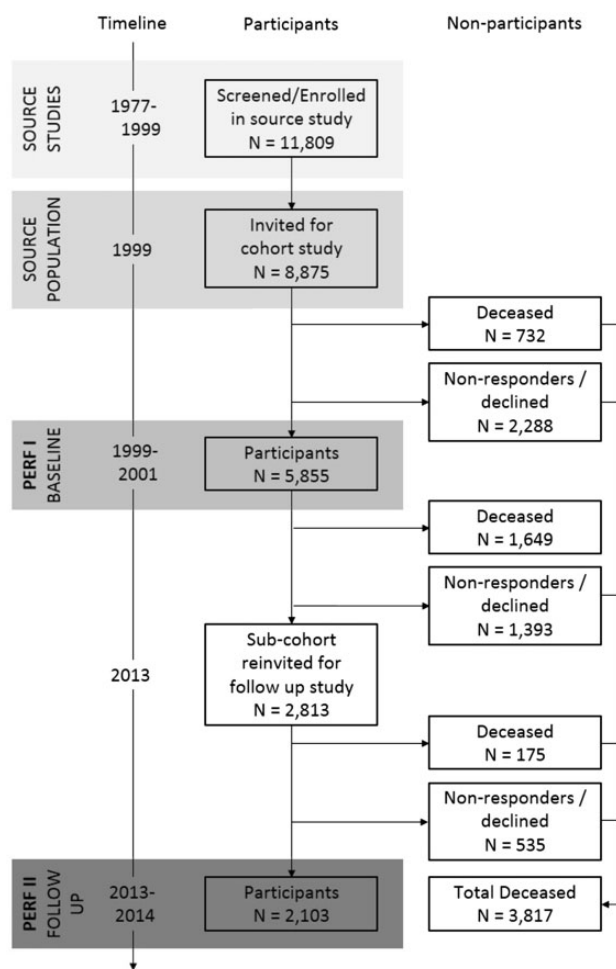 Timeline
Participants
Non-participants
SOURCE
STUDIES
1977-
1999
Screened/Enrolled
in source study
N = 11,809
SOURCE
POPULATION
1999
Invited for
cohort study
N = 8,875
Deceased
N = 732
Non-responders /
declined
N = 2,288
PERF I
BASELINE
1999-
2001
Participants
N = 5,855
Deceased
N = 1,649
Non-responders /
declined
N = 1,393
2013
Sub-cohort
reinvited for
follow up study
N = 2,813
Deceased
N = 175
Non-responders /
declined
N = 535
PERF II
FOLLOW
UP
2013-
2014
Participants
N = 2,103
Total Deceased
N = 3,817